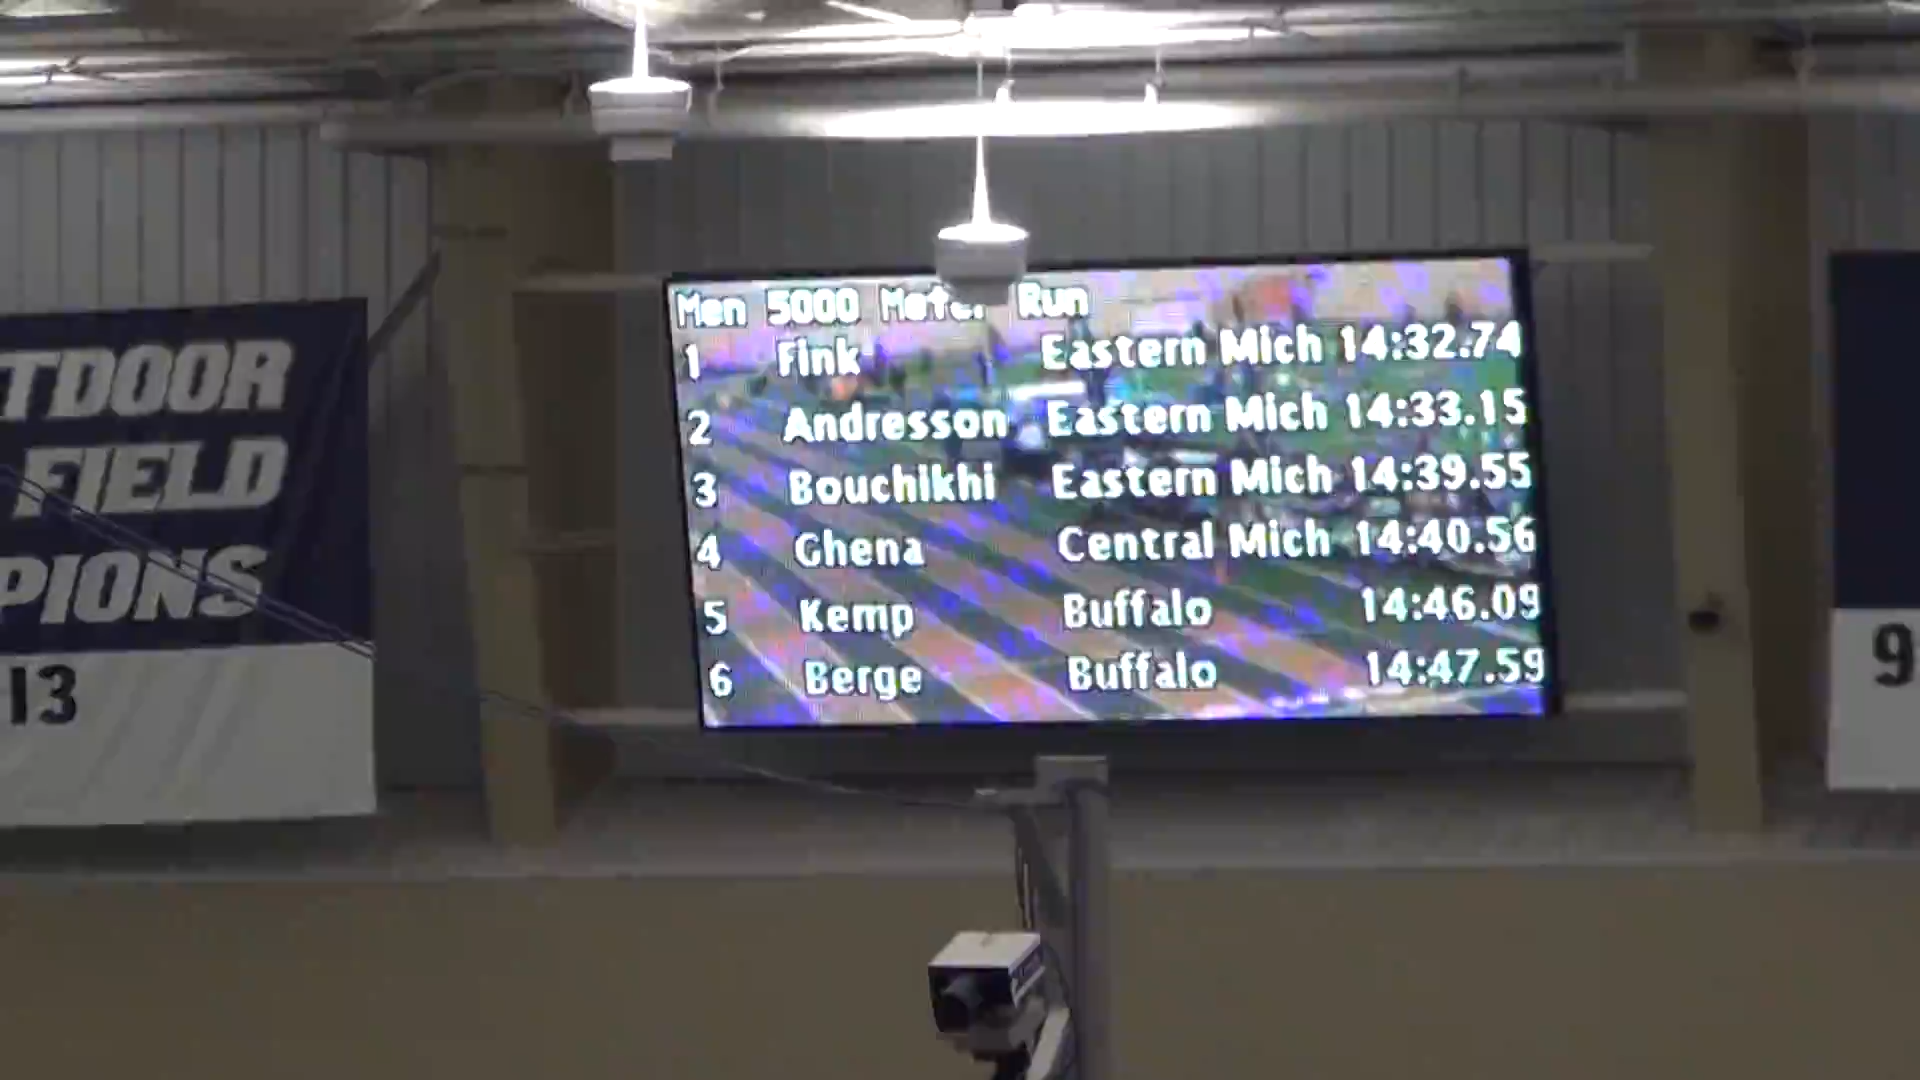 Men 5000 Meter Run
1 Fink Eastern Mich 14:32.74
2 Andresson Eastern Mich 14:33.15
3 Bouchikhi Eastern Mich 14:39.55
4 Ghena Central Mich 14:40.56
5 Kemp Buffalo 14:46.09
6 Berge Buffalo 14:47.59
TDOOR
FIELD
PIONS
13
9